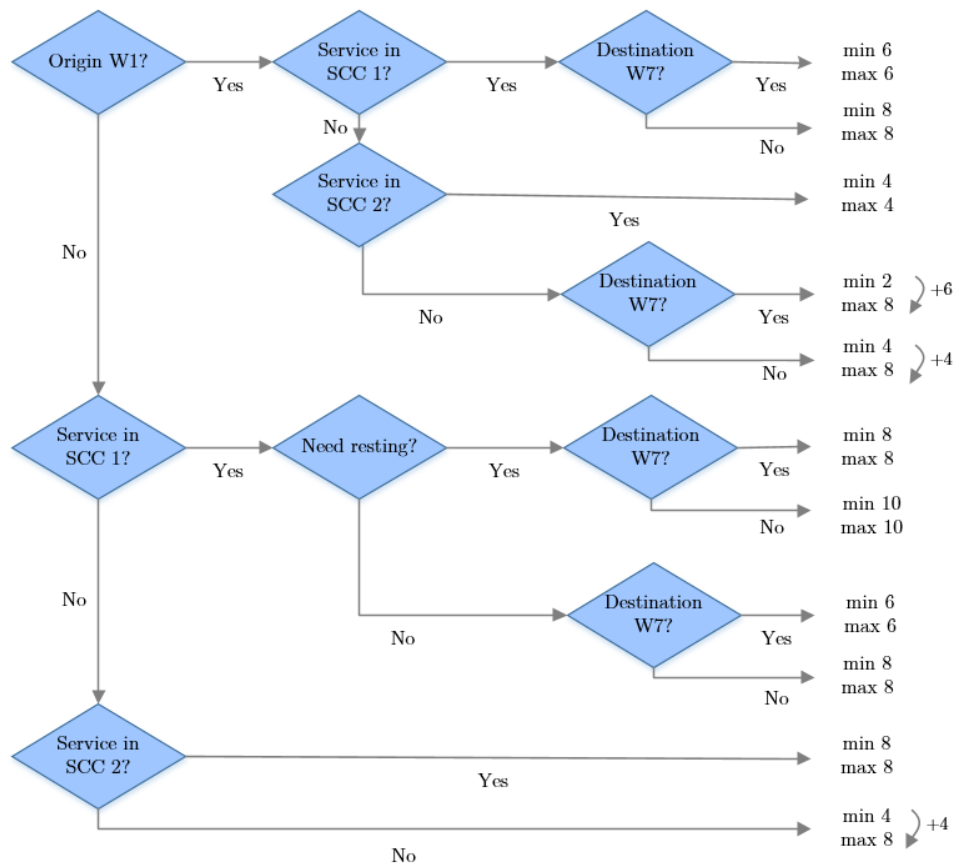 Origin W1?
Yes
Service in
SCC 1?
Yes
Destination
W7?
Yes
min 6
max 6
No
min 8
max 8
No
Service in
SCC 2?
Yes
min 4
max 4
No
Destination
W7?
Yes
min 2
max 8
+6
No
min 4
max 8
+4
No
Service in
SCC 1?
Yes
Need resting?
Yes
Destination
W7?
Yes
min 8
max 8
No
min 10
max 10
No
Destination
W7?
Yes
min 6
max 6
No
min 8
max 8
No
Service in
SCC 2?
Yes
min 8
max 8
No
min 4
max 8
+4